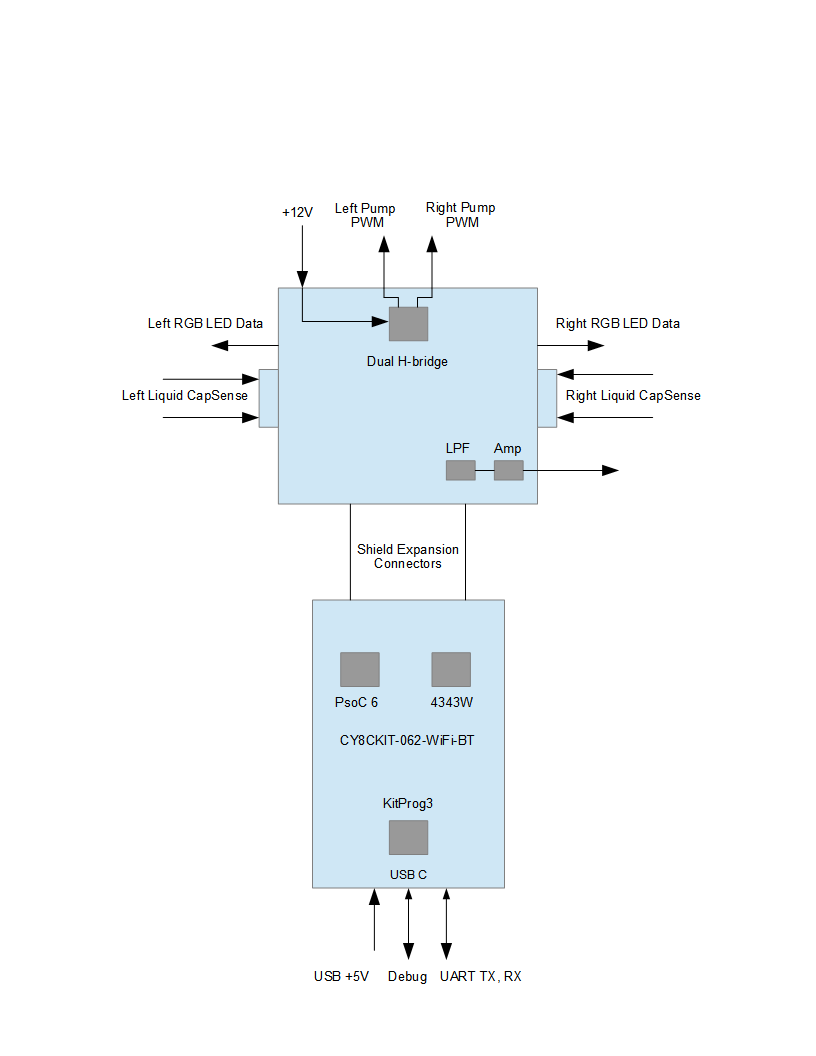 +12V
Left Pump
PWM
Right Pump
PWM
Left RGB LED Data
Right RGB LED Data
Dual H-bridge
Left Liquid CapSense
Right Liquid CapSense
LPF
Amp
Shield Expansion
Connectors
PsoC 6
4343W
CY8CKIT-062-WiFi-BT
KitProg3
USB C
USB +5V
Debug
UART TX, RX